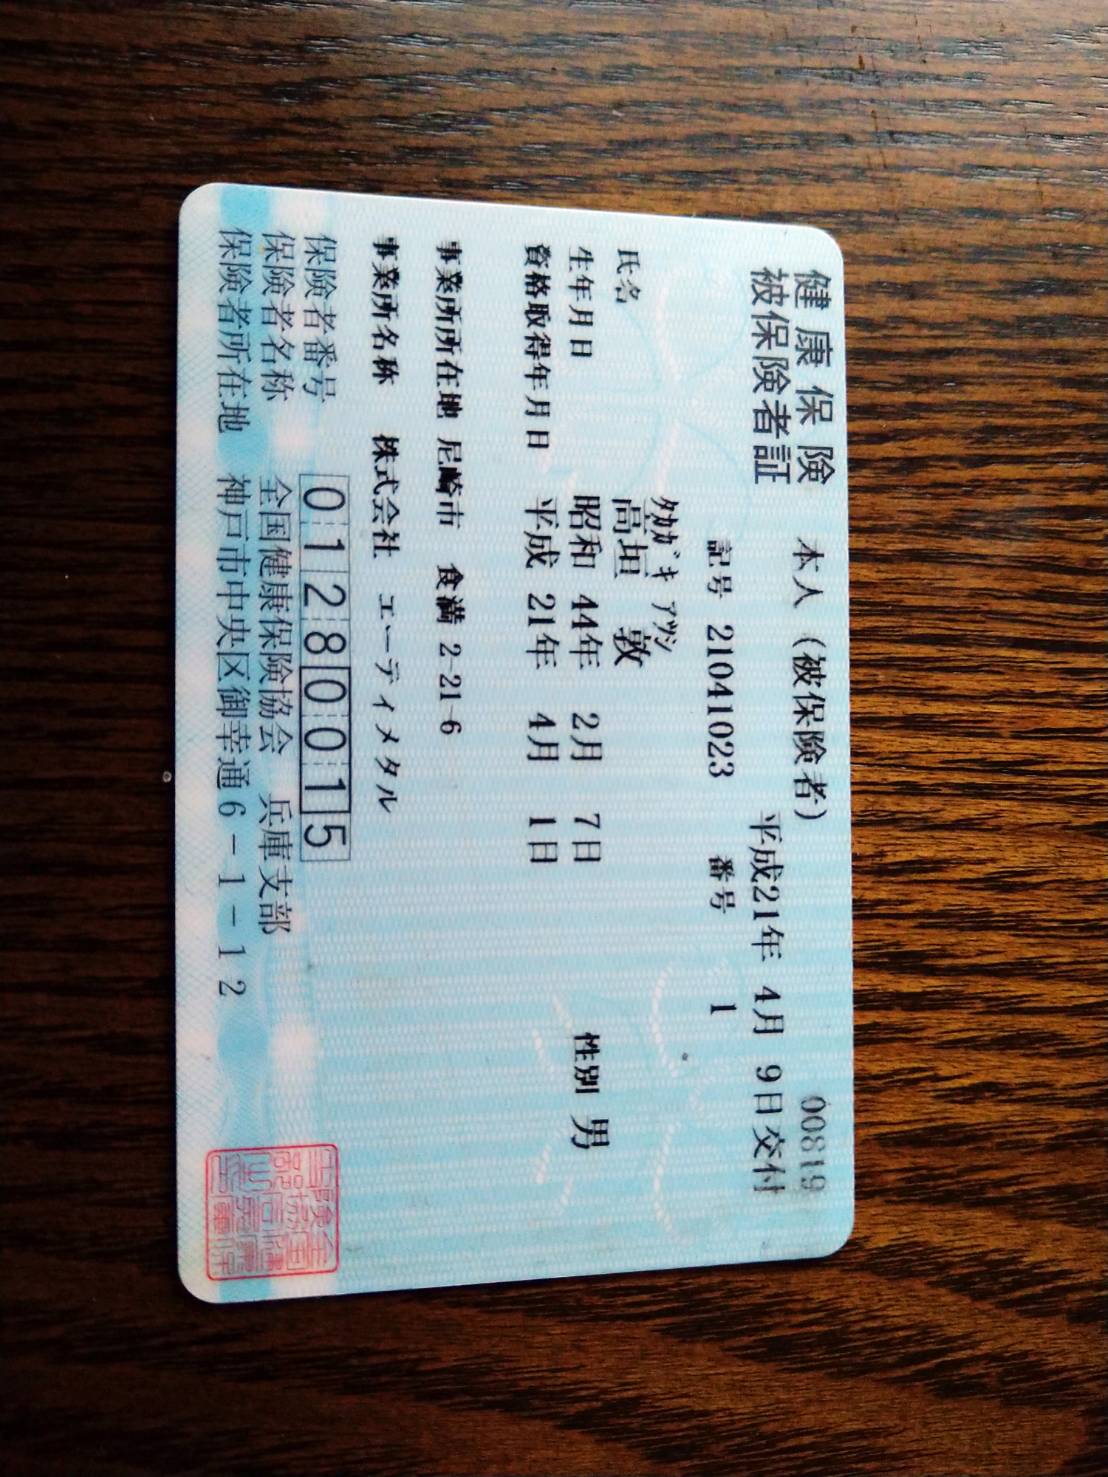 健康保険
被保険者証
本人（被保険者）
00819
平成21年 4月 9日交付
記号 21041023 番号 1
ﾀｶｶﾞｷ ｱﾂｼ
氏名 高垣 敦
生年月日 昭和 44年 2月 7日 性別 男
資格取得年月日 平成 21年 4月 1日
事業所所在地 尼崎市 食満 2-21-6
事業所名称 株式会社 エーディメタル
保険者番号 01280015
保険者名称 全国健康保険協会 兵庫支部
保険者所在地 神戸市中央区御幸通6-1-12